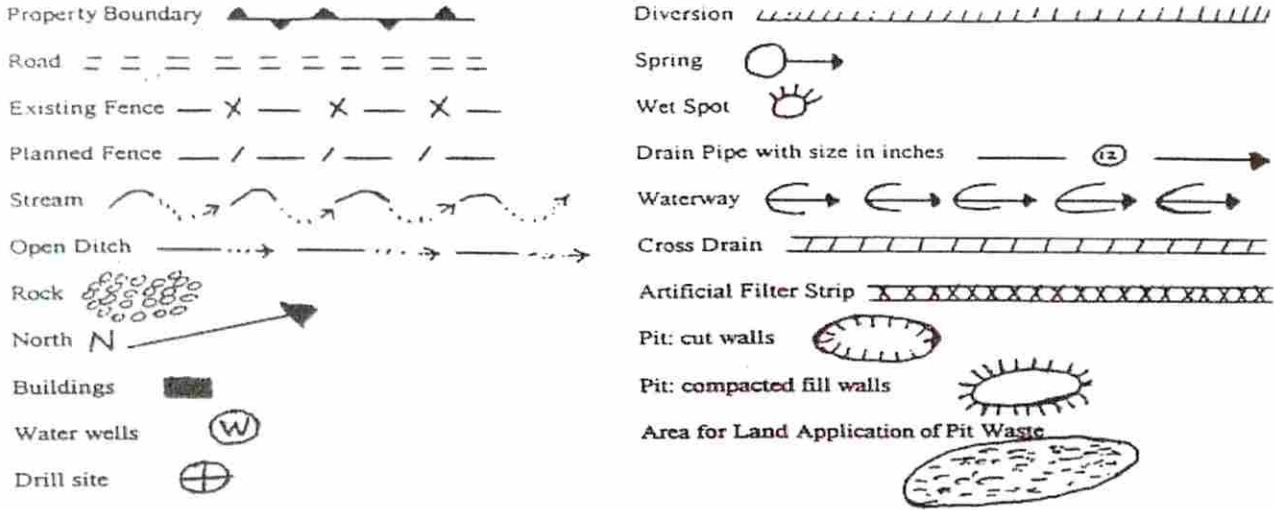 Property Boundary
Road
Existing Fence
Planned Fence
Stream
Open Ditch
Rock
North N
Buildings
Water wells W
Drill site
Diversion
Spring
Wet Spot
Drain Pipe with size in inches 12
Waterway
Cross Drain
Artificial Filter Strip
Pit: cut walls
Pit: compacted fill walls
Area for Land Application of Pit Waste